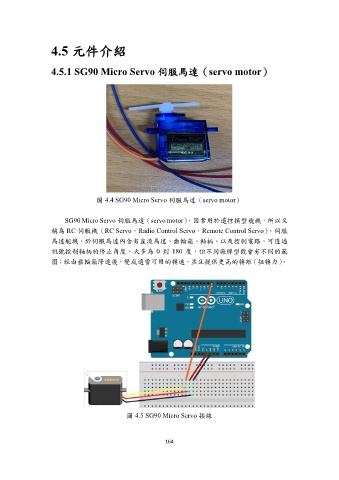 4.5 元件介紹
4.5.1 SG90 Micro Servo 伺服馬達（servo motor）
圖 4.4 SG90 Micro Servo 伺服馬達（servo motor）
SG90 Micro Servo 伺服馬達（servo motor），因常用於遙控模型飛機，所以又
稱為 RC 伺服機（RC Servo，Radio Control Servo，Remote Control Servo）。伺服
馬達舵機，於伺服馬達內含有直流馬達、齒輪箱、軸柄、以及控制電路，可透過
訊號控制軸柄的停止角度，大多為 0 到 180 度，但不同廠牌型號會有不同的範
圍；經由齒輪箱降速後，變成適當可用的轉速，並且提供更高的轉矩（扭轉力）。
UNO
圖 4.5 SG90 Micro Servo 接線
164